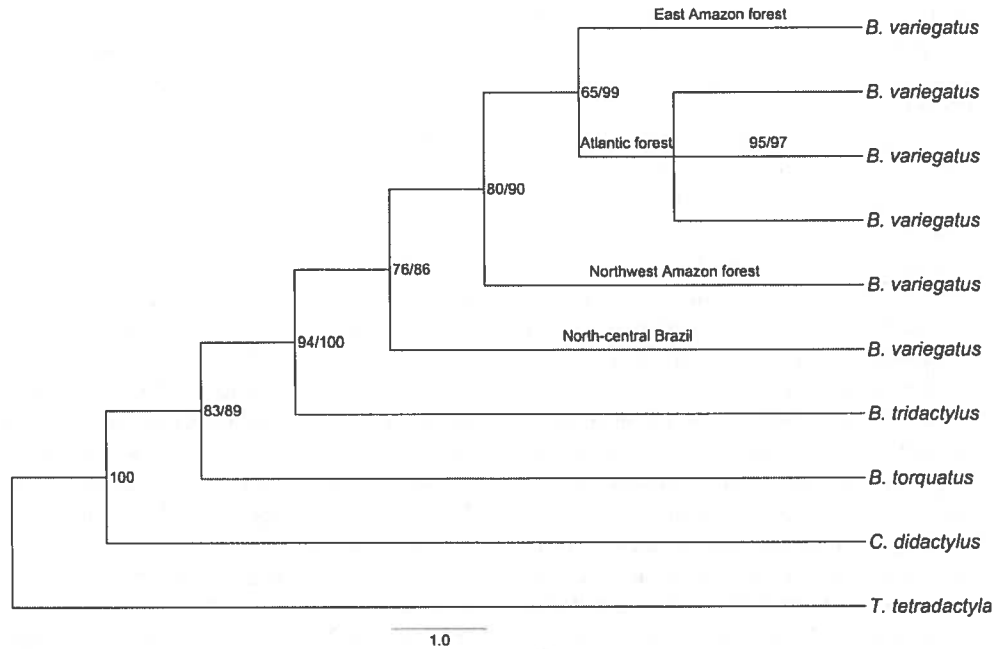 East Amazon forest
B. variegatus
65/99
B. variegatus
Atlantic forest
95/97
B. variegatus
80/90
B. variegatus
76/86
Northwest Amazon forest
B. variegatus
94/100
North-central Brazil
B. variegatus
83/89
B. tridactylus
100
B. torquatus
C. didactylus
T. tetradactyla
1.0